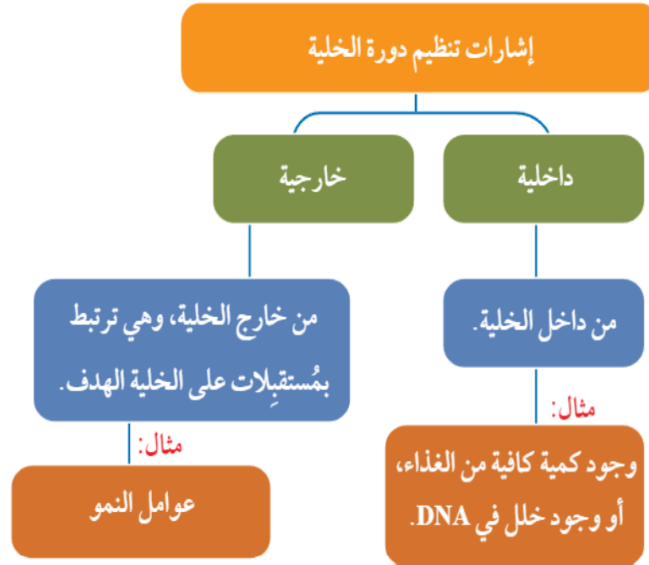 إشارات تنظيم دورة الخلية
داخلية
خارجية
من داخل الخلية.
من خارج الخلية، وهي ترتبط
بمُستقبِلات على الخلية الهدف.
مثال:
مثال:
وجود كمية كافية من الغذاء،
أو وجود خلل في DNA.
عوامل النمو